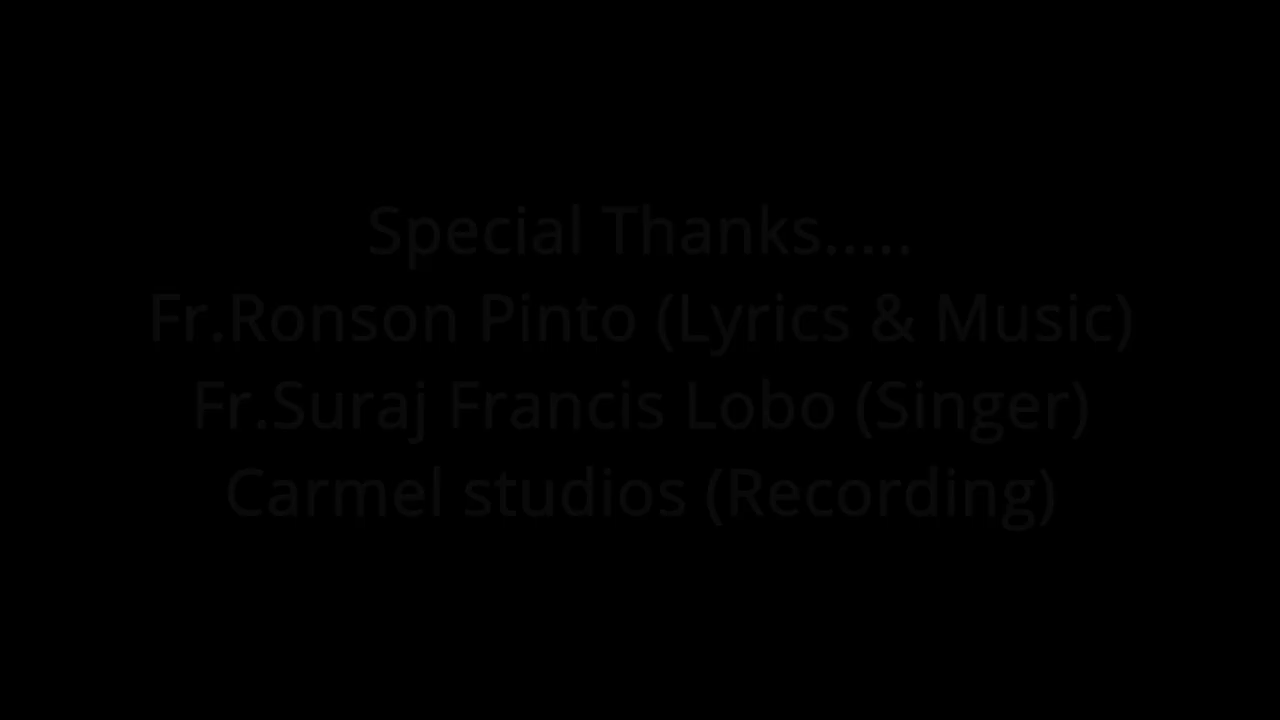 Special Thanks.....
Fr.Ronson Pinto (Lyrics & Music)
Fr.Suraj Francis Lobo (Singer)
Carmel studios (Recording)